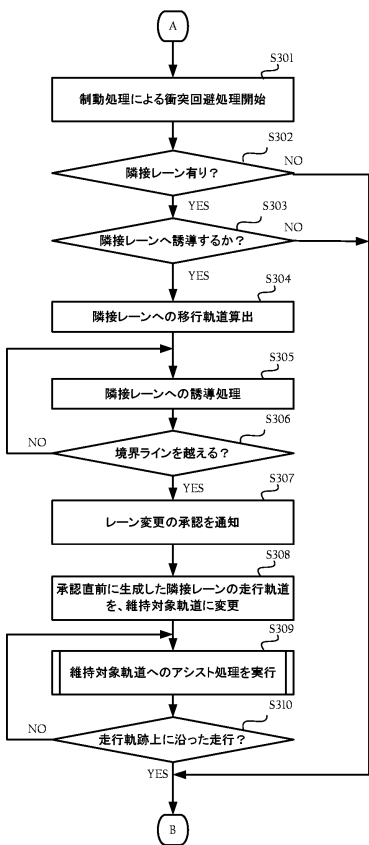 A
S301
制動処理による衝突回避処理開始
S302
隣接レーン有り？
NO
YES
S303
隣接レーンへ誘導するか？
NO
YES
S304
隣接レーンへの移行軌道算出
S305
隣接レーンへの誘導処理
S306
境界ラインを越える？
NO
YES
S307
レーン変更の承認を通知
S308
承認直前に生成した隣接レーンの走行軌道
を、維持対象軌道に変更
S309
維持対象軌道へのアシスト処理を実行
S310
走行軌跡上に沿った走行？
NO
YES
B